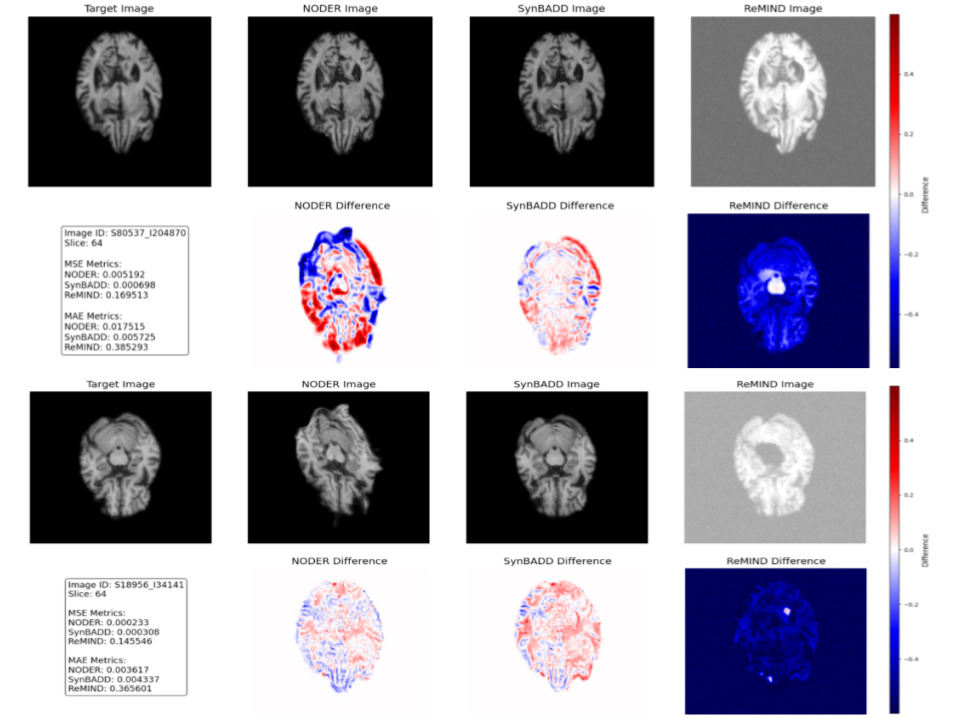 Target Image
NODER Image
SynBADD Image
ReMIND Image
0.4
0.2
0.0
−0.2
−0.4
Difference
NODER Difference
SynBADD Difference
ReMIND Difference
Image ID: S80537_I204870
Slice: 64
MSE Metrics:
NODER: 0.005192
SynBADD: 0.000698
ReMIND: 0.169513
MAE Metrics:
NODER: 0.017515
SynBADD: 0.005725
ReMIND: 0.385293
Target Image
NODER Image
SynBADD Image
ReMIND Image
0.4
0.2
0.0
−0.2
−0.4
Difference
NODER Difference
SynBADD Difference
ReMIND Difference
Image ID: S18956_I34141
Slice: 64
MSE Metrics:
NODER: 0.000233
SynBADD: 0.000308
ReMIND: 0.145546
MAE Metrics:
NODER: 0.003617
SynBADD: 0.004337
ReMIND: 0.365601